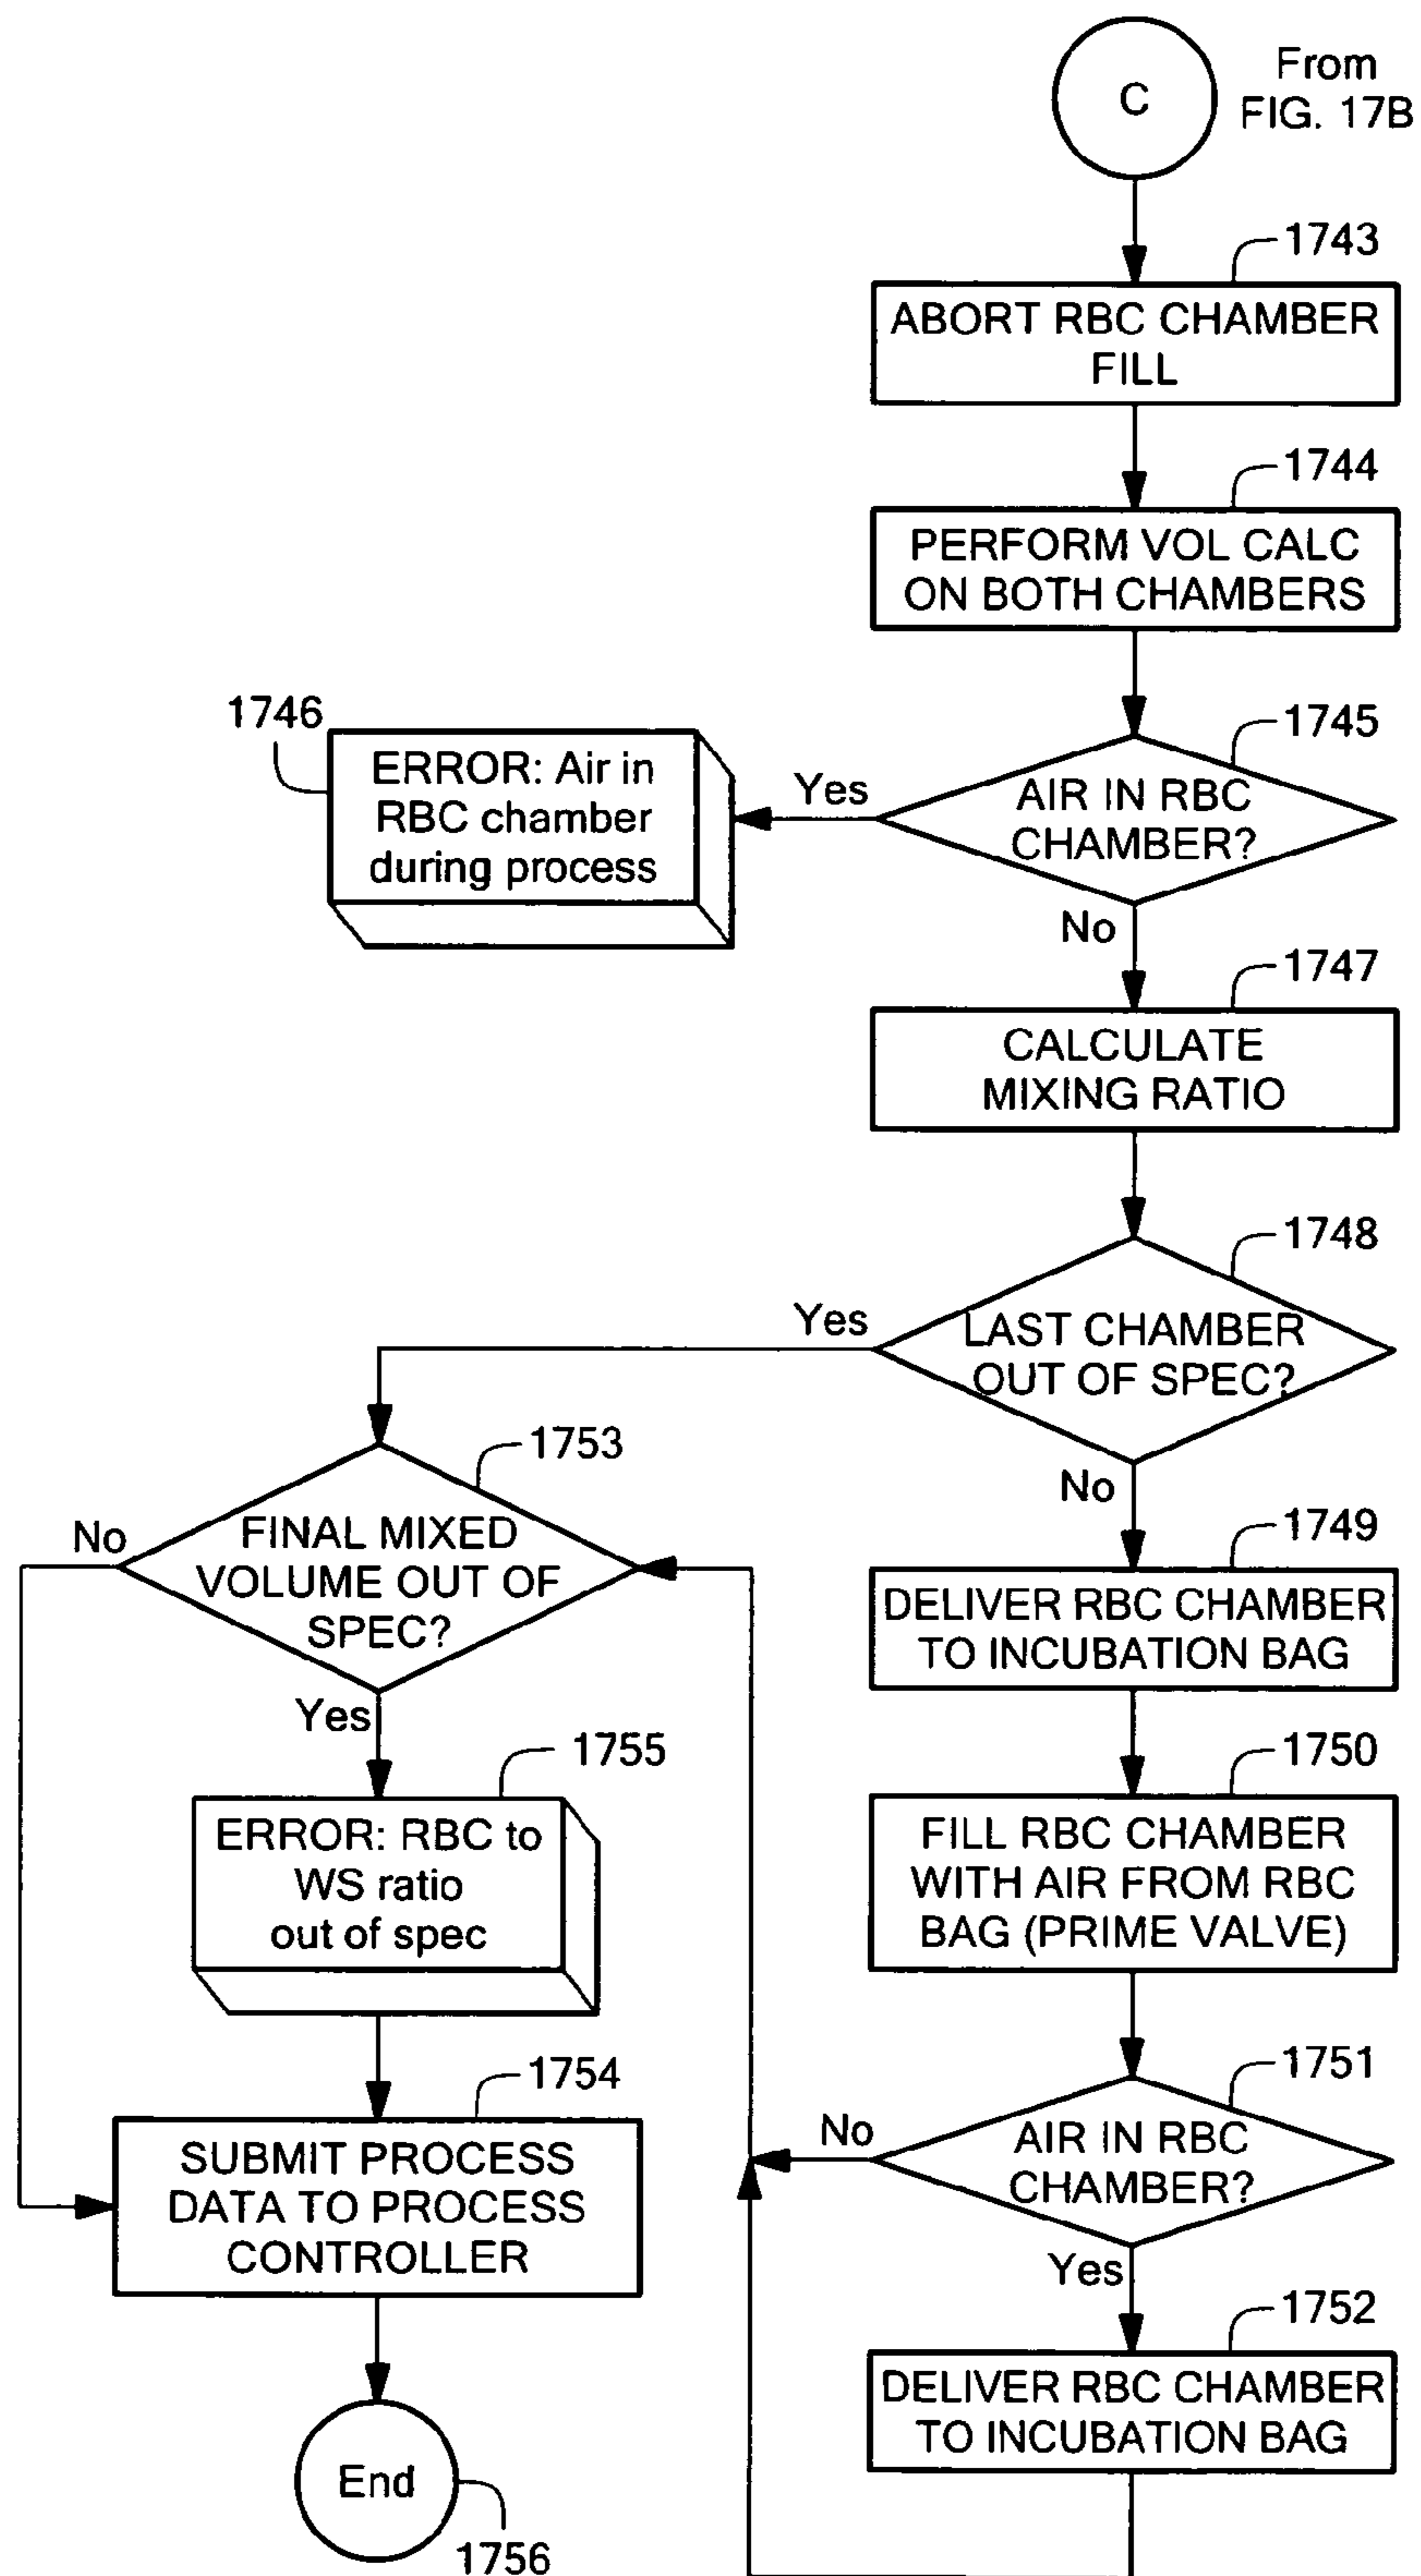 C
From
FIG. 17B
1743
ABORT RBC CHAMBER
FILL
1744
PERFORM VOL CALC
ON BOTH CHAMBERS
1745
AIR IN RBC
CHAMBER?
Yes
1746
ERROR: Air in
RBC chamber
during process
No
1747
CALCULATE
MIXING RATIO
1748
LAST CHAMBER
OUT OF SPEC?
Yes
No
1753
FINAL MIXED
VOLUME OUT OF
SPEC?
No
Yes
1749
DELIVER RBC CHAMBER
TO INCUBATION BAG
1755
ERROR: RBC to
WS ratio
out of spec
1750
FILL RBC CHAMBER
WITH AIR FROM RBC
BAG (PRIME VALVE)
1754
SUBMIT PROCESS
DATA TO PROCESS
CONTROLLER
1751
AIR IN RBC
CHAMBER?
No
Yes
1752
DELIVER RBC CHAMBER
TO INCUBATION BAG
End
1756